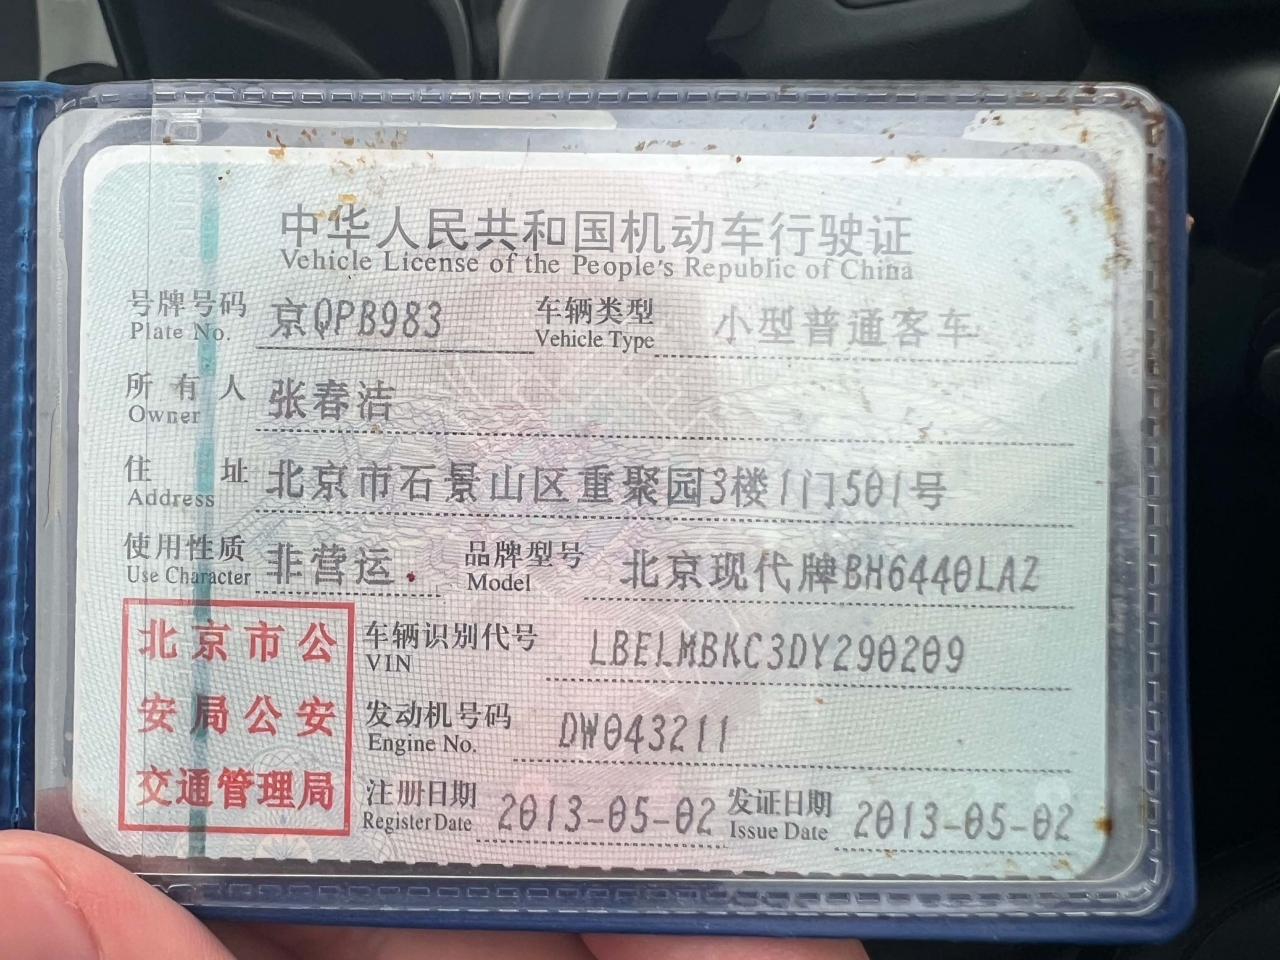 中华人民共和国机动车行驶证
Vehicle License of the People's Republic of China
号牌号码 京QPB983 车辆类型 小型普通客车
Plate No. Vehicle Type
所有人 张春洁
Owner
住址 北京市石景山区重聚园3楼1门501号
Address
使用性质 非营运 品牌型号 北京现代牌BH6440LAZ
Use Character Model
北京市公
安局公安
交通管理局
车辆识别代号 LBELMBKC3DY290209
VIN
发动机号码 DW043211
Engine No.
注册日期 2013-05-02 发证日期 2013-05-02
Register Date Issue Date